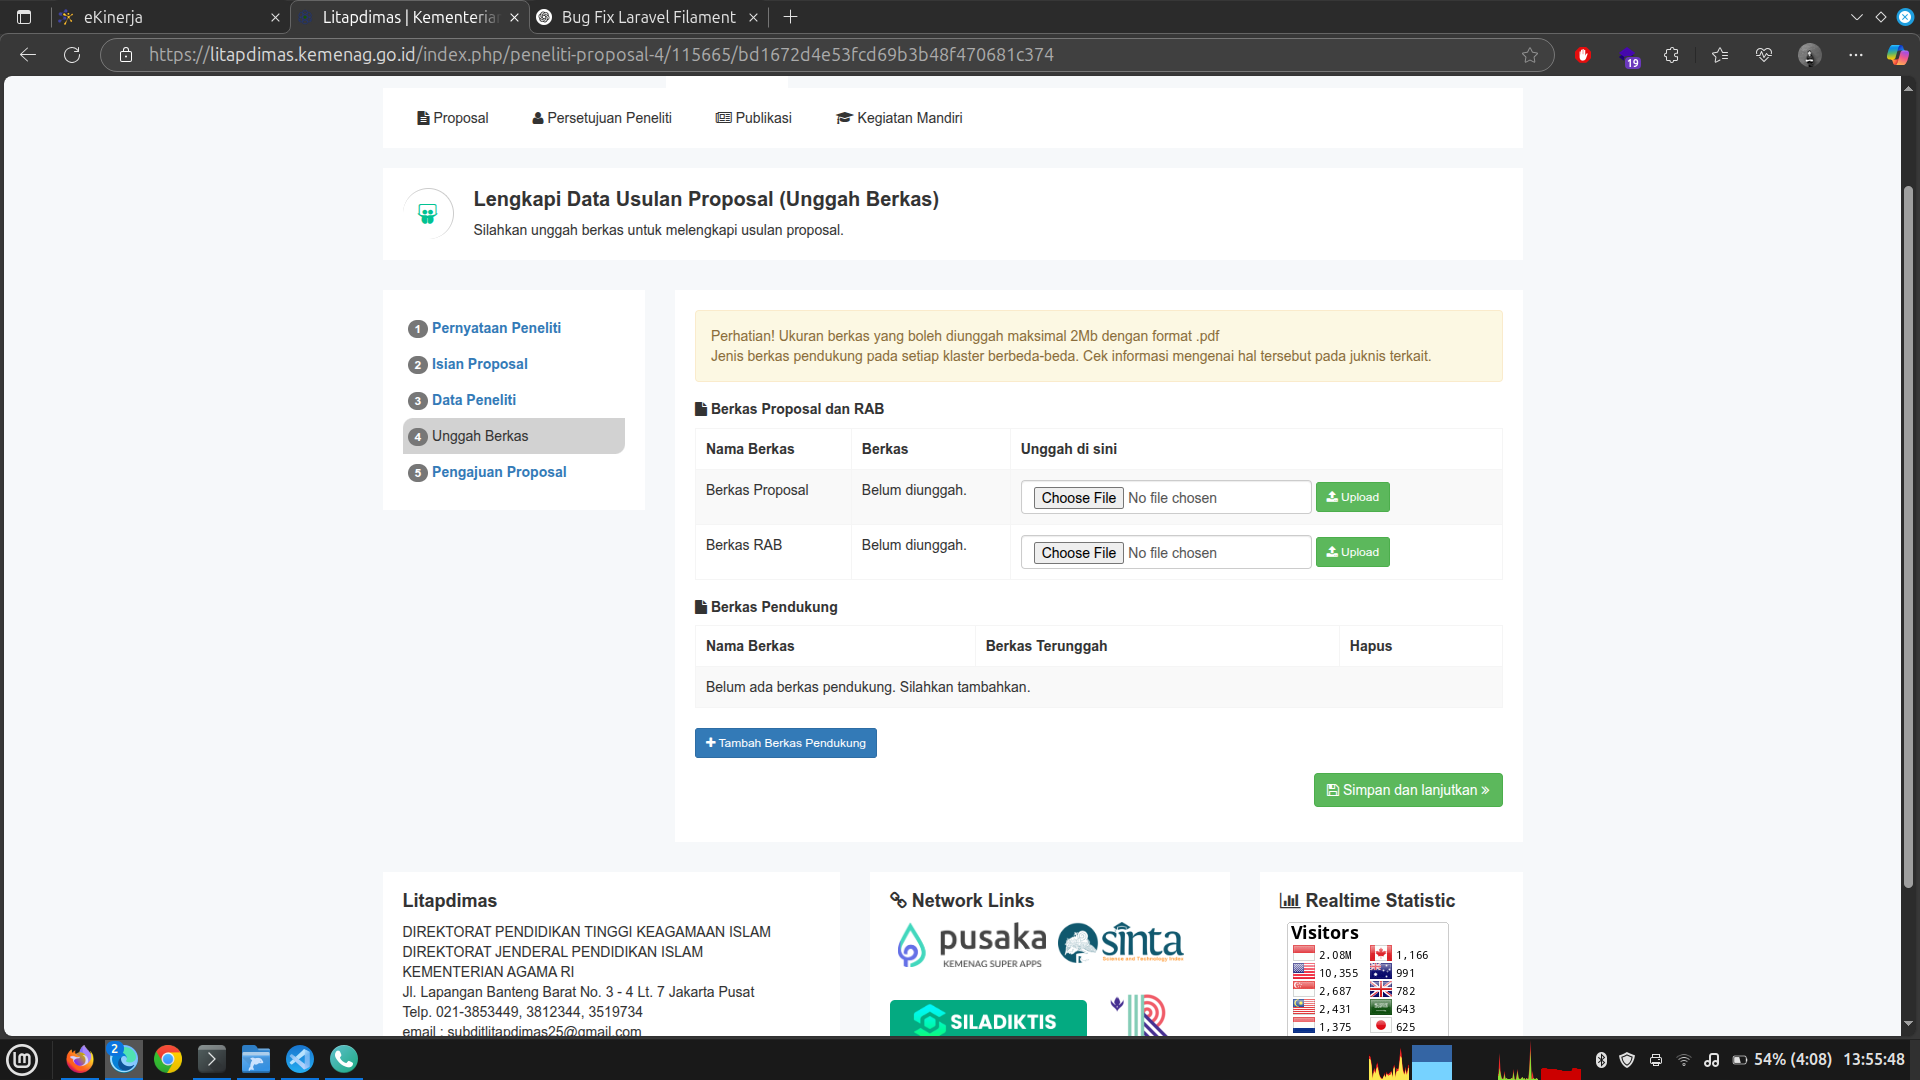 eKinerja
Litapdimas | Kementerian
Bug Fix Laravel Filament
https://litapdimas.kemenag.go.id/index.php/peneliti-proposal-4/115665/bd1672d4e53fcd69b3b48f470681c374
19
Proposal
Persetujuan Peneliti
Publikasi
Kegiatan Mandiri
Lengkapi Data Usulan Proposal (Unggah Berkas)
Silahkan unggah berkas untuk melengkapi usulan proposal.
1 Pernyataan Peneliti
2 Isian Proposal
3 Data Peneliti
4 Unggah Berkas
5 Pengajuan Proposal
Perhatian! Ukuran berkas yang boleh diunggah maksimal 2Mb dengan format .pdf
Jenis berkas pendukung pada setiap klaster berbeda-beda. Cek informasi mengenai hal tersebut pada juknis terkait.
Berkas Proposal dan RAB
Nama Berkas Berkas Unggah di sini
Berkas Proposal Belum diunggah. Choose File No file chosen Upload
Berkas RAB Belum diunggah. Choose File No file chosen Upload
Berkas Pendukung
Nama Berkas Berkas Terunggah Hapus
Belum ada berkas pendukung. Silahkan tambahkan.
Tambah Berkas Pendukung
Simpan dan lanjutkan »
Litapdimas
DIREKTORAT PENDIDIKAN TINGGI KEAGAMAAN ISLAM
DIREKTORAT JENDERAL PENDIDIKAN ISLAM
KEMENTERIAN AGAMA RI
Jl. Lapangan Banteng Barat No. 3 - 4 Lt. 7 Jakarta Pusat
Telp. 021-3853449, 3812344, 3519734
email : subditlitapdimas25@gmail.com
Network Links
pusaka
KEMENAG SUPER APPS
sinta
Science and Technology Index
SILADIKTIS
Realtime Statistic
Visitors
2.08M 1,166
10,355 991
2,687 782
2,431 643
1,375 625
2
54% (4:08) 13:55:48